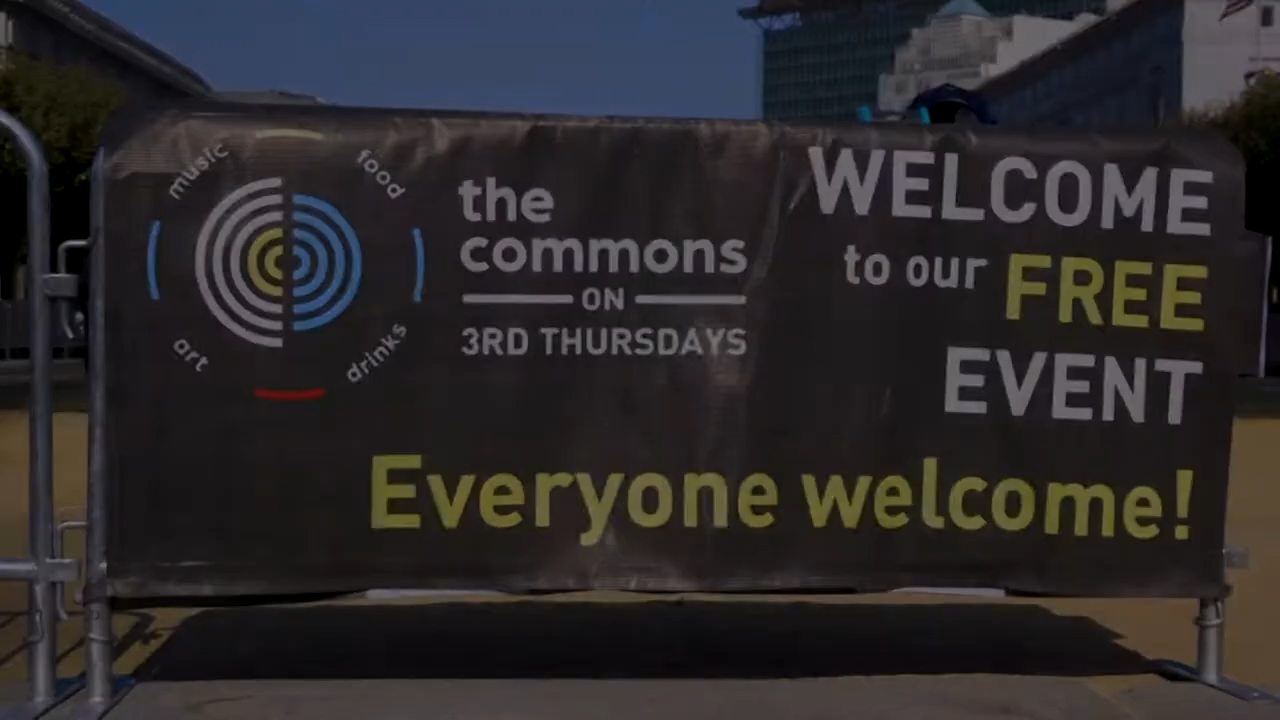 music
food
art
drinks
the
commons
ON
3RD THURSDAYS
WELCOME
to our FREE
EVENT
Everyone welcome!